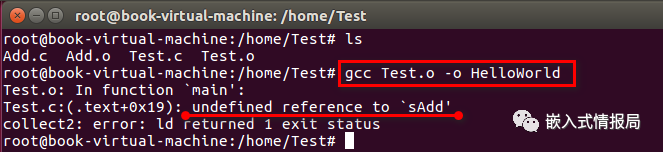 root@book-virtual-machine: /home/Test
root@book-virtual-machine:/home/Test# ls
Add.c  Add.o  Test.c  Test.o
root@book-virtual-machine:/home/Test# gcc Test.o -o HelloWorld
Test.o: In function `main':
Test.c:(.text+0x19): undefined reference to `sAdd'
collect2: error: ld returned 1 exit status
root@book-virtual-machine:/home/Test#
嵌入式情报局